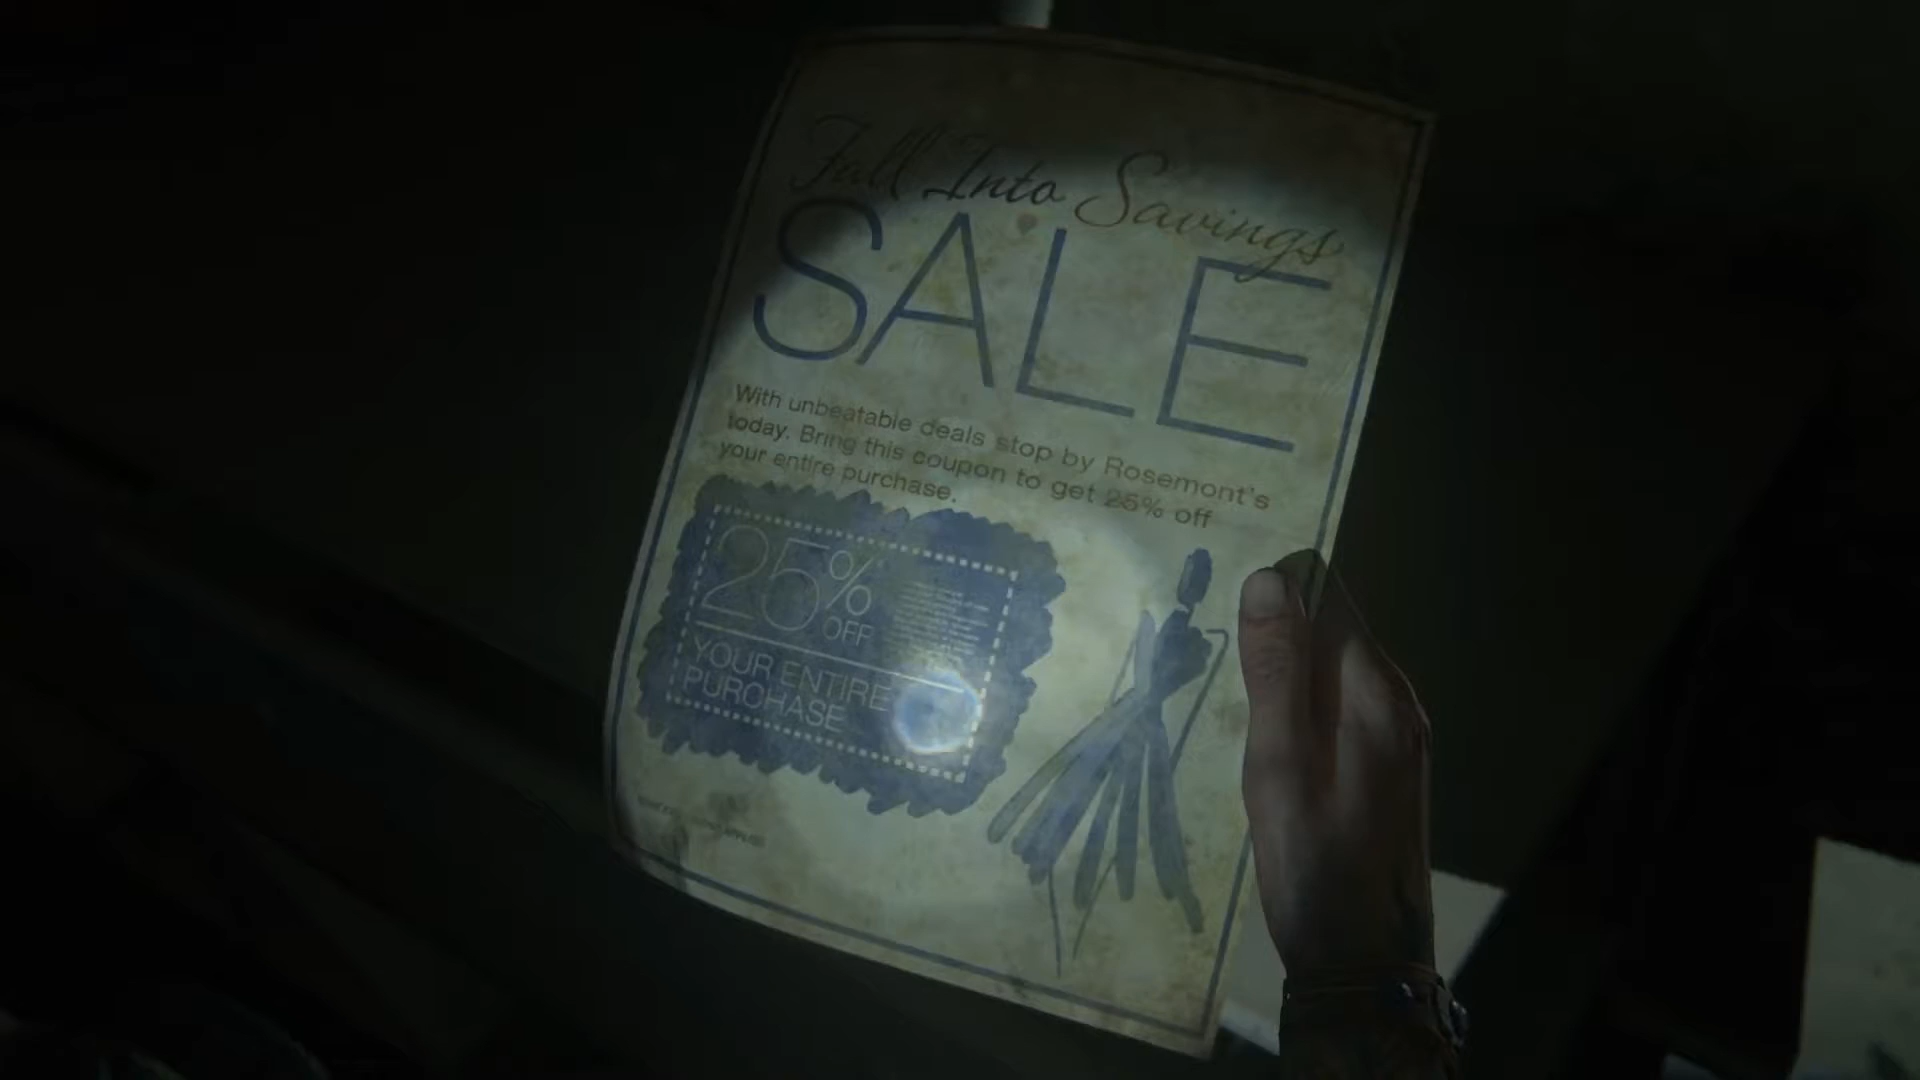 Fall Into Savings
SALE
With unbeatable deals stop by Rosemont's
today. Bring this coupon to get 25% off
your entire purchase.
25%
OFF
YOUR ENTIRE
PURCHASE